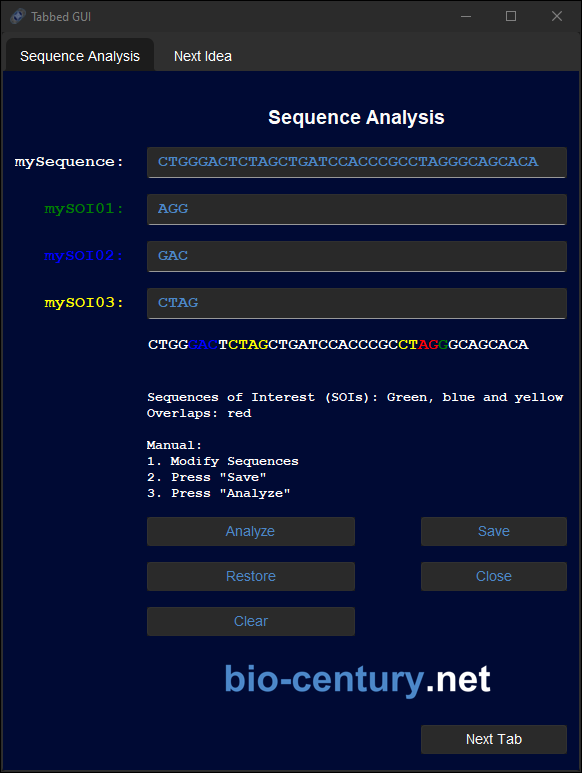 Tabbed GUI
Sequence Analysis Next Idea
Sequence Analysis
mySequence: CTGGGACTCTAGCTGATCCACCCGCCTAGGGCAGCACA
mySOI01: AGG
mySOI02: GAC
mySOI03: CTAG
CTGGGACTCTAGCTGATCCACCCGCCTAGGGCAGCACA
Sequences of Interest (SOIs): Green, blue and yellow
Overlaps: red
Manual:
1. Modify Sequences
2. Press "Save"
3. Press "Analyze"
Analyze Save
Restore Close
Clear
bio-century.net
Next Tab